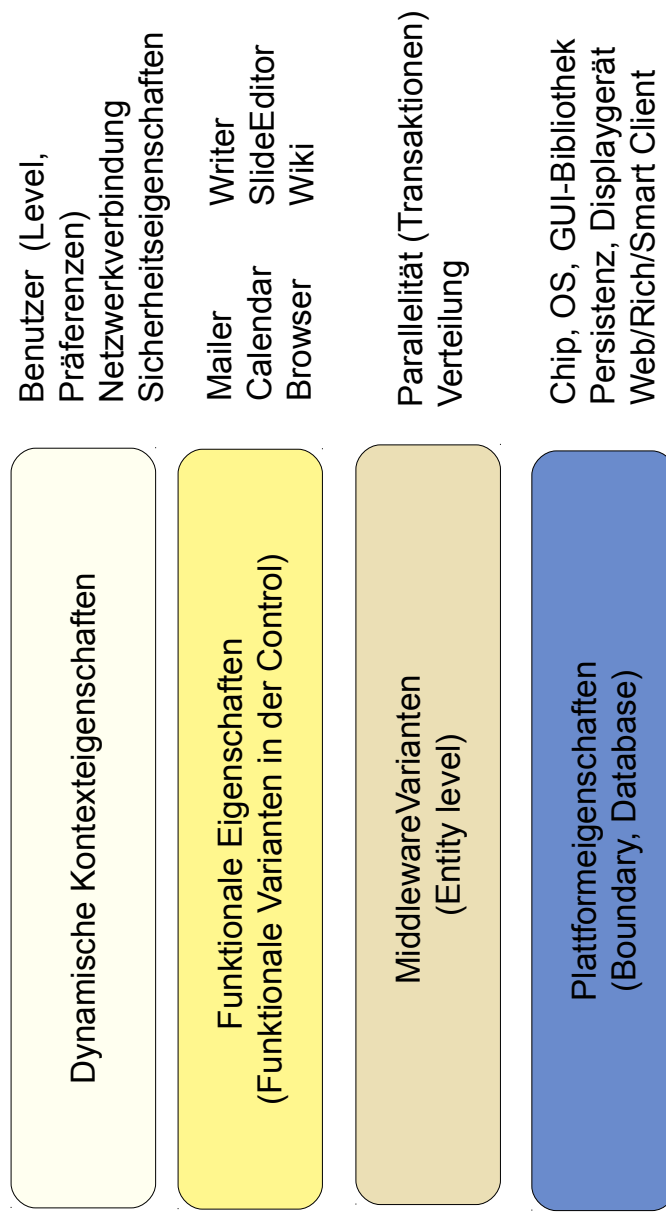 Dynamische Kontexteigenschaften
Benutzer (Level,
Präferenzen)
Netzwerkverbindung
Sicherheitseigenschaften
Funktionale Eigenschaften
(Funktionale Varianten in der Control)
Mailer Writer
Calendar SlideEditor
Browser Wiki
MiddlewareVarianten
(Entity level)
Parallelität (Transaktionen)
Verteilung
Plattformeigenschaften
(Boundary, Database)
Chip, OS, GUI-Bibliothek
Persistenz, Displaygerät
Web/Rich/Smart Client